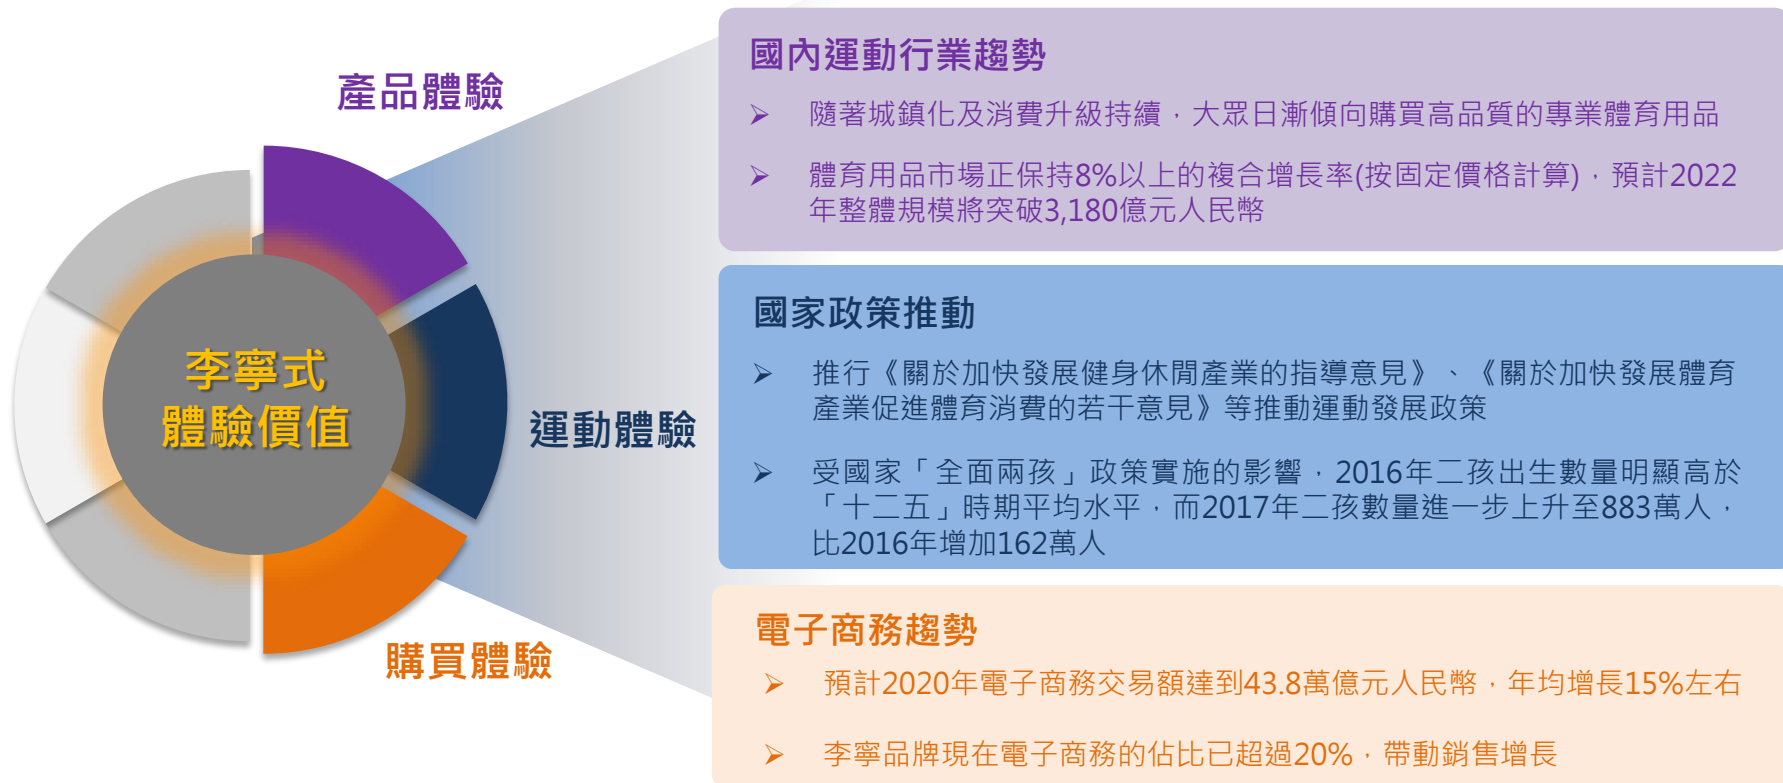 產品體驗
李寧式
體驗價值
運動體驗
購買體驗
國內運動行業趨勢
➢ 隨著城鎮化及消費升級持續，大眾日漸傾向購買高品質的專業體育用品
➢ 體育用品市場正保持8%以上的複合增長率(按固定價格計算)，預計2022
年整體規模將突破3,180億元人民幣
國家政策推動
➢ 推行《關於加快發展健身休閒產業的指導意見》、《關於加快發展體育
產業促進體育消費的若干意見》等推動運動發展政策
➢ 受國家「全面兩孩」政策實施的影響，2016年二孩出生數量明顯高於
「十二五」時期平均水平，而2017年二孩數量進一步上升至883萬人，
比2016年增加162萬人
電子商務趨勢
➢ 預計2020年電子商務交易額達到43.8萬億元人民幣，年均增長15%左右
➢ 李寧品牌現在電子商務的佔比已超過20%，帶動銷售增長